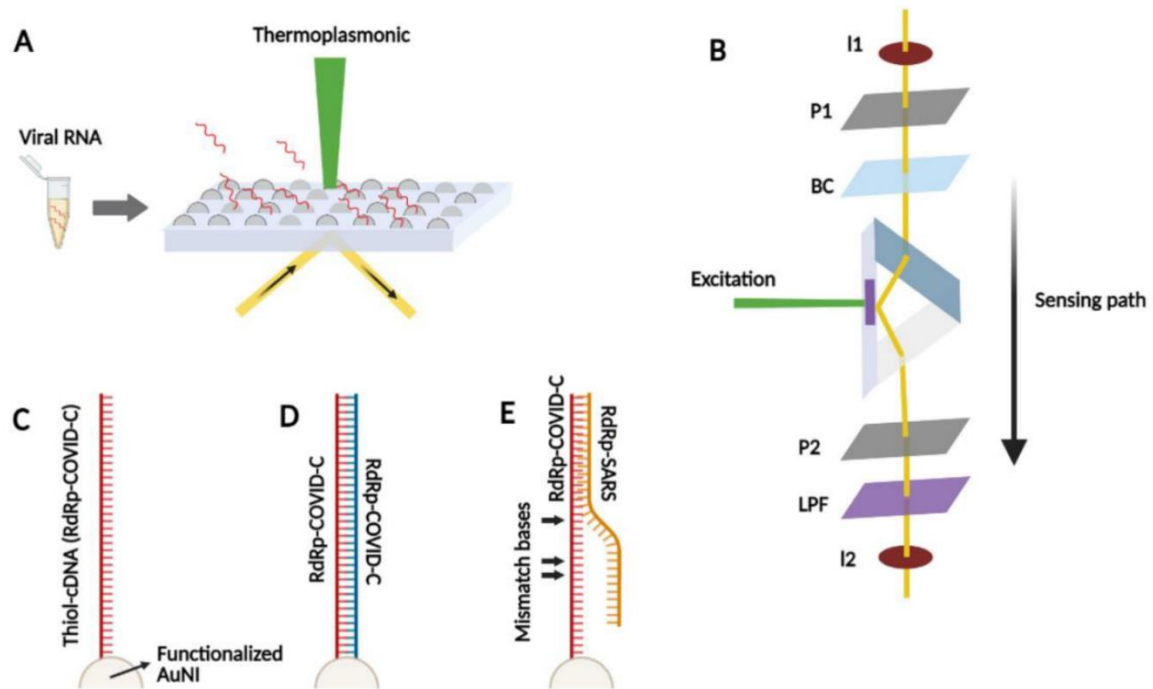 A
Thermoplasmonic
Viral RNA
B
I1
P1
BC
Excitation
Sensing path
P2
LPF
I2
C
Thiol-cDNA (RdRp-COVID-C)
Functionalized
AuNI
D
RdRp-COVID-C
RdRp-COVID-C
E
RdRp-COVID-C
RdRp-SARS
Mismatch bases